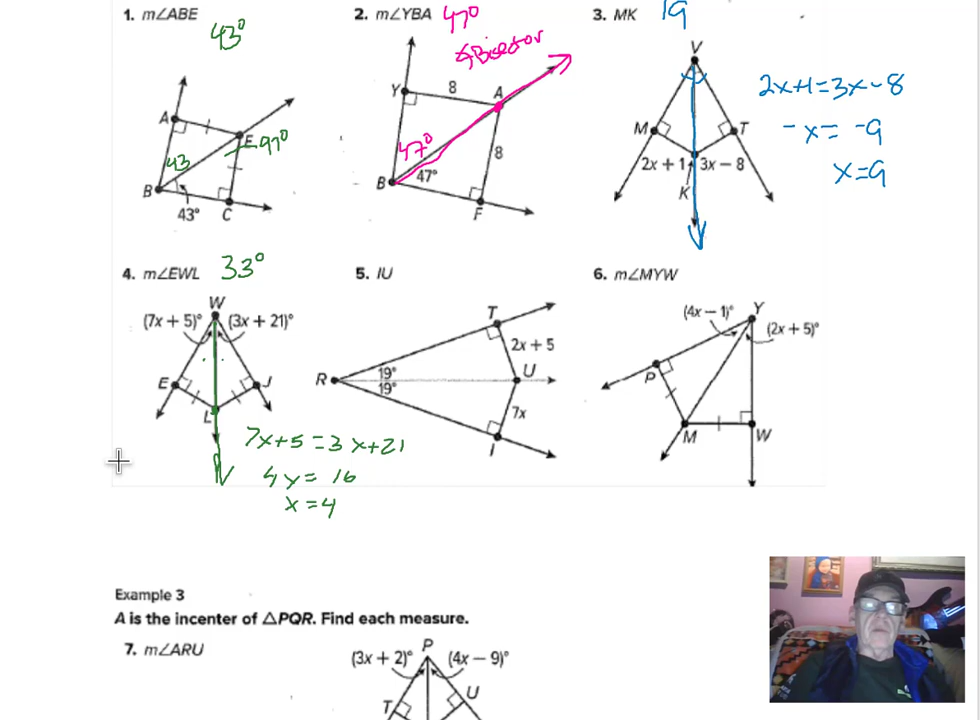 1. m∠ABE
43°
A
E 97°
43
B
43°
C
2. m∠YBA 47°
∡Bisector
Y
8
A
47°
8
B
47°
F
3. MK 19
V
2x+1=3x-8
M
T
-x= -9
2x + 1
3x – 8
x=9
K
4. m∠EWL 33°
W
(7x + 5)°
(3x + 21)°
E
J
L
7x+5 =3x+21
4x= 16
x=4
5. IU
T
2x + 5
R
19°
19°
U
7x
I
6. m∠MYW
(4x – 1)°
Y
(2x + 5)°
P
M
W
Example 3
A is the incenter of △PQR. Find each measure.
7. m∠ARU
P
(3x + 2)°
(4x – 9)°
T
U